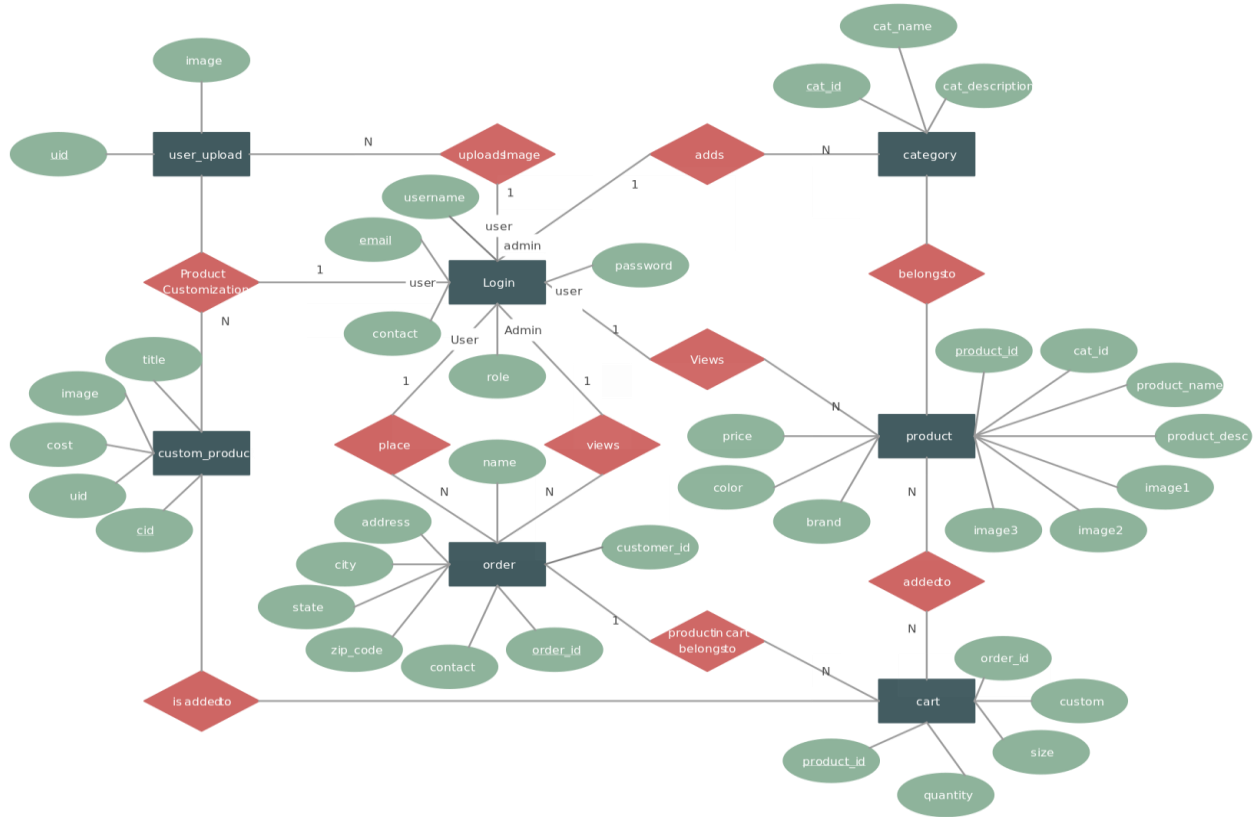 cat_name
image
cat_id
cat_description
uid
user_upload
N
uploadsImage
adds
N
category
1
1
username
user
email
admin
Product
Customization
1
user
Login
password
user
belongsto
N
contact
User
Admin
1
title
role
Views
product_id
cat_id
image
1
1
product_name
N
cost
custom_produc
place
views
price
product
product_desc
name
uid
N
N
color
N
image1
cid
address
brand
image3
image2
city
order
customer_id
addedto
state
1
N
zip_code
contact
order_id
productin cart
belongsto
order_id
N
is addedto
cart
custom
product_id
size
quantity